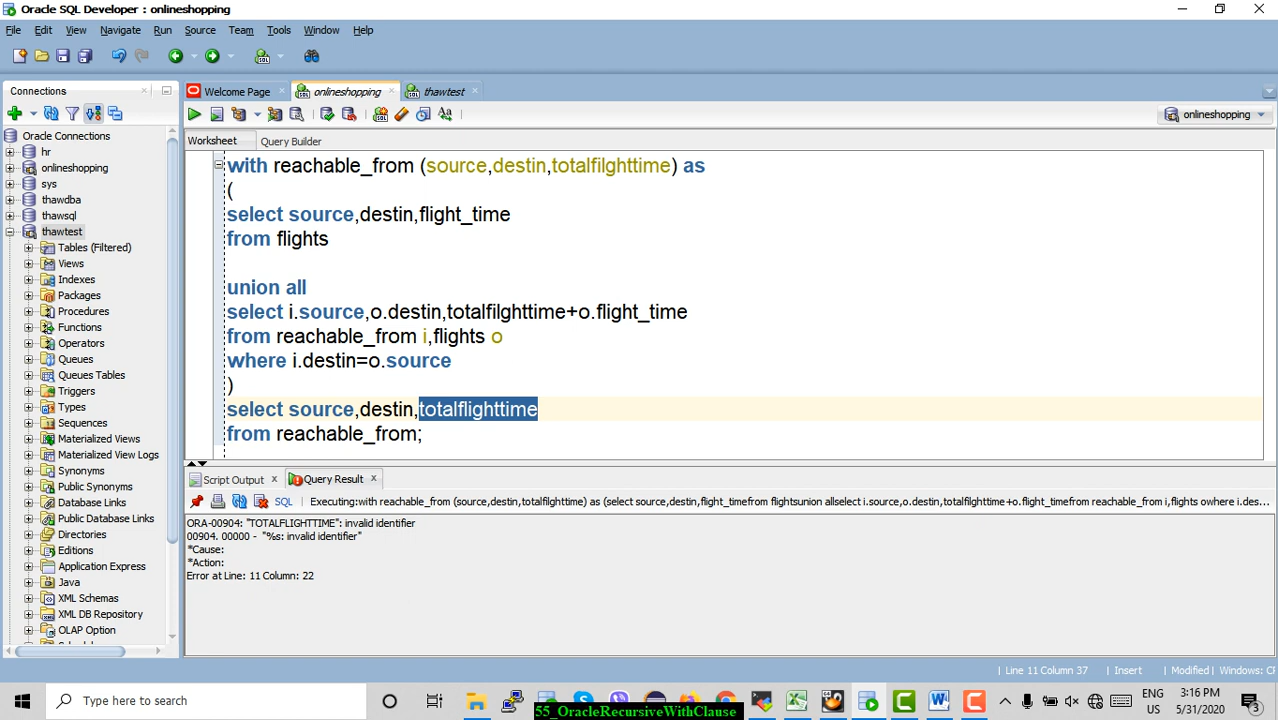 Oracle SQL Developer : onlineshopping
File Edit View Navigate Run Source Team Tools Window Help
Connections
Welcome Page onlineshopping thawtest
onlineshopping
Worksheet Query Builder
Oracle Connections
hr
onlineshopping
sys
thawdba
thawsql
thawtest
Tables (Filtered)
Views
Indexes
Packages
Procedures
Functions
Operators
Queues
Queues Tables
Triggers
Types
Sequences
Materialized Views
Materialized View Logs
Synonyms
Public Synonyms
Database Links
Public Database Links
Directories
Editions
Application Express
Java
XML Schemas
XML DB Repository
OLAP Option
with reachable_from (source,destin,totalfilghttime) as
(
select source,destin,flight_time
from flights
union all
select i.source,o.destin,totalfilghttime+o.flight_time
from reachable_from i,flights o
where i.destin=o.source
)
select source,destin,totalflighttime
from reachable_from;
Script Output Query Result
SQL Executing:with reachable_from (source,destin,totalfilghttime) as (select source,destin,flight_timefrom flightsunion allselect i.source,o.destin,totalfilghttime+o.flight_timefrom reachable_from i,flights owhere i.des...
ORA-00904: "TOTALFLIGHTTIME": invalid identifier
00904. 00000 - "%s: invalid identifier"
*Cause:
*Action:
Error at Line: 11 Column: 22
Line 11 Column 37 Insert Modified Windows: CF
Type here to search
55_OracleRecursiveWithClause
ENG
US
3:16 PM
5/31/2020
3